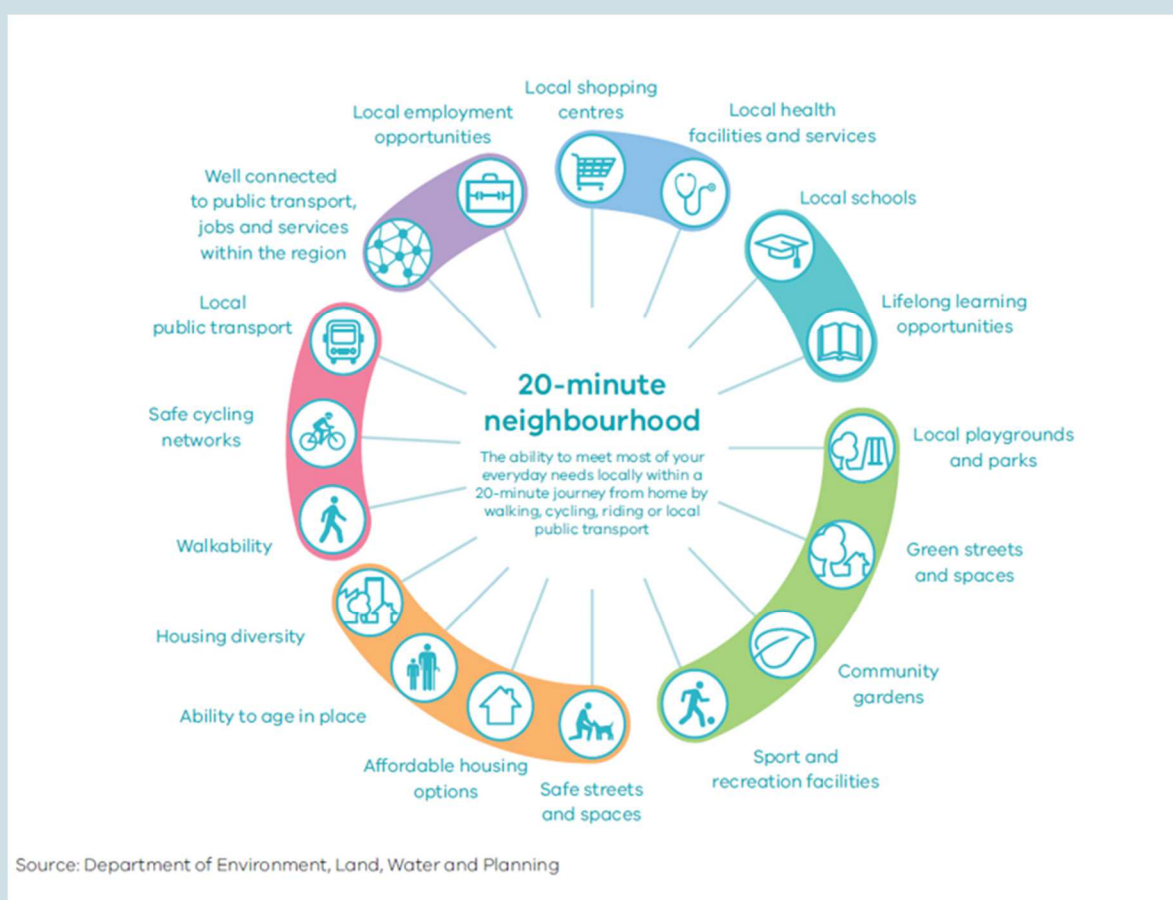 Local shopping
centres
Local health
facilities and services
Local schools
Lifelong learning
opportunities
Local playgrounds
and parks
Green streets
and spaces
Community
gardens
Sport and
recreation facilities
Safe streets
and spaces
Affordable housing
options
Ability to age in place
Housing diversity
Walkability
Safe cycling
networks
Local
public transport
Well connected
to public transport,
jobs and services
within the region
Local employment
opportunities
20-minute
neighbourhood
The ability to meet most of your
everyday needs locally within a
20-minute journey from home by
walking, cycling, riding or local
public transport
Source: Department of Environment, Land, Water and Planning